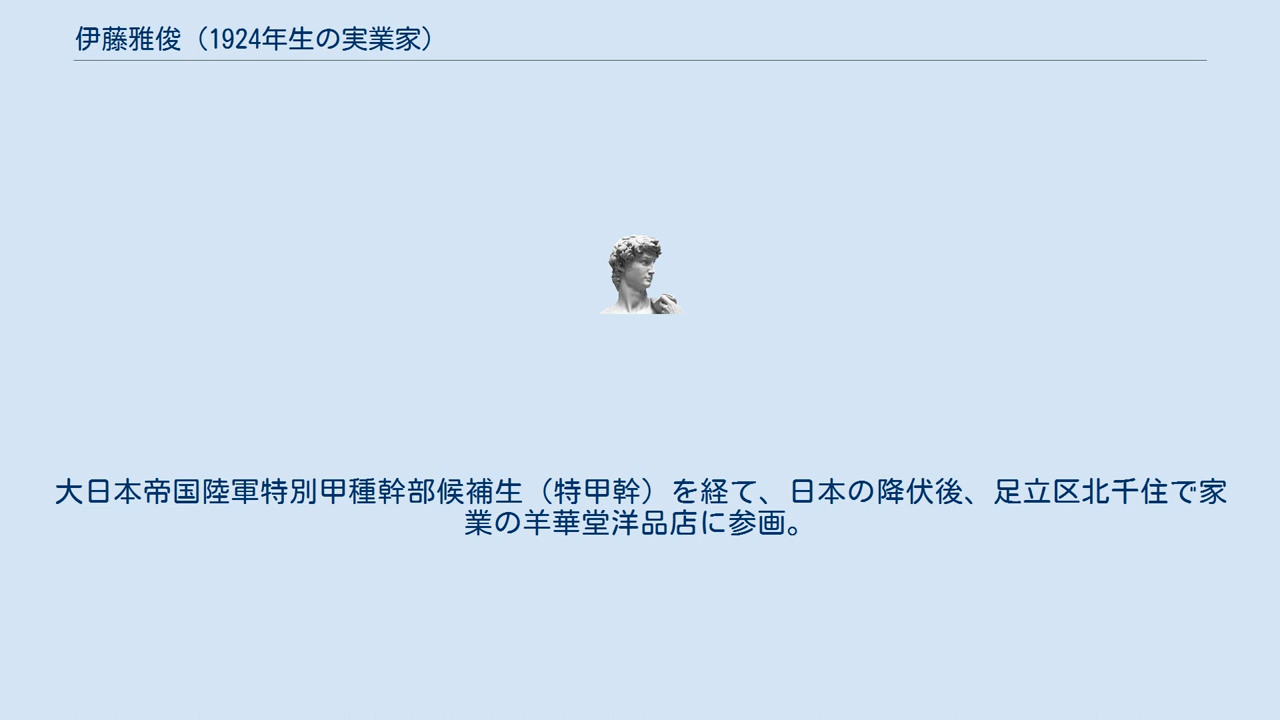 伊藤雅俊（1924年生の実業家）
大日本帝国陸軍特別甲種幹部候補生（特甲幹）を経て、日本の降伏後、足立区北千住で家
業の羊華堂洋品店に参画。